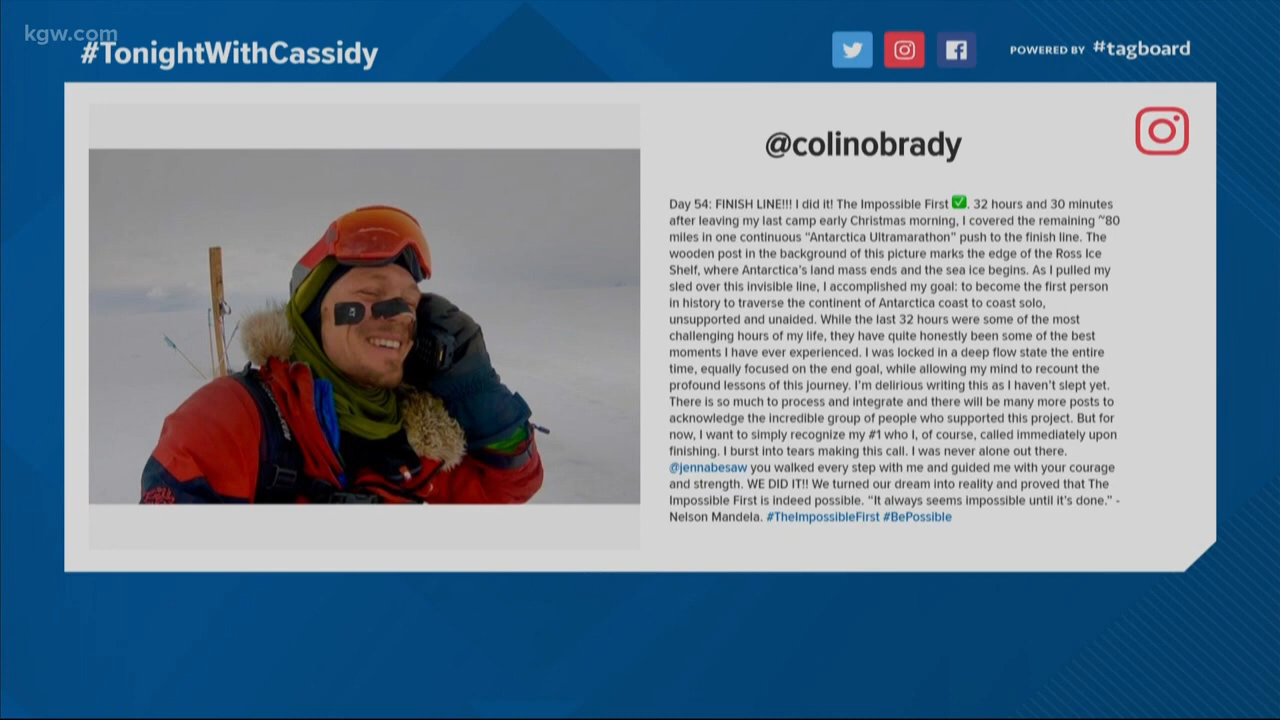 kgw.com
#TonightWithCassidy
POWERED BY #tagboard
@colinobrady
Day 54: FINISH LINE!!! I did it! The Impossible First ✅. 32 hours and 30 minutes
after leaving my last camp early Christmas morning, I covered the remaining ~80
miles in one continuous “Antarctica Ultramarathon” push to the finish line. The
wooden post in the background of this picture marks the edge of the Ross Ice
Shelf, where Antarctica’s land mass ends and the sea ice begins. As I pulled my
sled over this invisible line, I accomplished my goal: to become the first person
in history to traverse the continent of Antarctica coast to coast solo,
unsupported and unaided. While the last 32 hours were some of the most
challenging hours of my life, they have quite honestly been some of the best
moments I have ever experienced. I was locked in a deep flow state the entire
time, equally focused on the end goal, while allowing my mind to recount the
profound lessons of this journey. I’m delirious writing this as I haven’t slept yet.
There is so much to process and integrate and there will be many more posts to
acknowledge the incredible group of people who supported this project. But for
now, I want to simply recognize my #1 who I, of course, called immediately upon
finishing. I burst into tears making this call. I was never alone out there.
@jennabesaw you walked every step with me and guided me with your courage
and strength. WE DID IT!! We turned our dream into reality and proved that The
Impossible First is indeed possible. “It always seems impossible until it’s done.” -
Nelson Mandela. #TheImpossibleFirst #BePossible